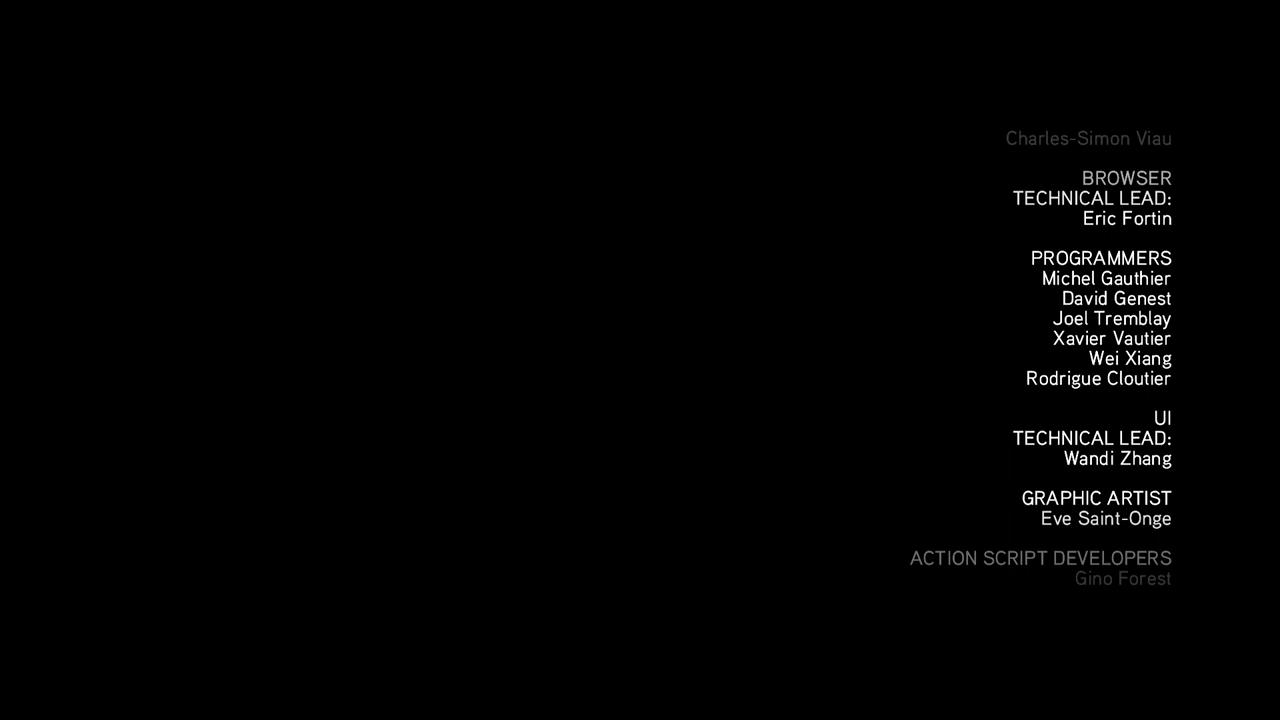 Charles-Simon Viau
BROWSER
TECHNICAL LEAD:
Eric Fortin
PROGRAMMERS
Michel Gauthier
David Genest
Joel Tremblay
Xavier Vautier
Wei Xiang
Rodrigue Cloutier
UI
TECHNICAL LEAD:
Wandi Zhang
GRAPHIC ARTIST
Eve Saint-Onge
ACTION SCRIPT DEVELOPERS
Gino Forest